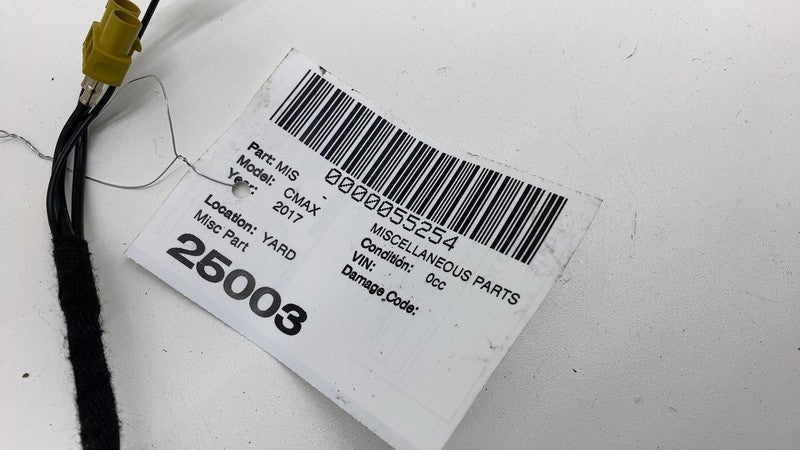 0000055254
Part: MIS - MISCELLANEOUS PARTS
Model: CMAX
Condition: 0cc
Year: 2017
VIN:
Damage Code:
Location: YARD
Misc Part
25003